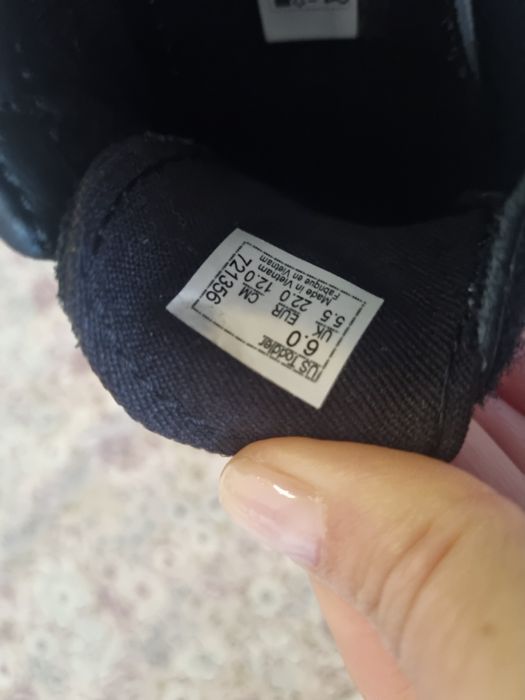 US Toddler
6.0
UK EUR CM
5.5 22.0 12.0
Made in Vietnam
Fabriqué en Vietnam
721356